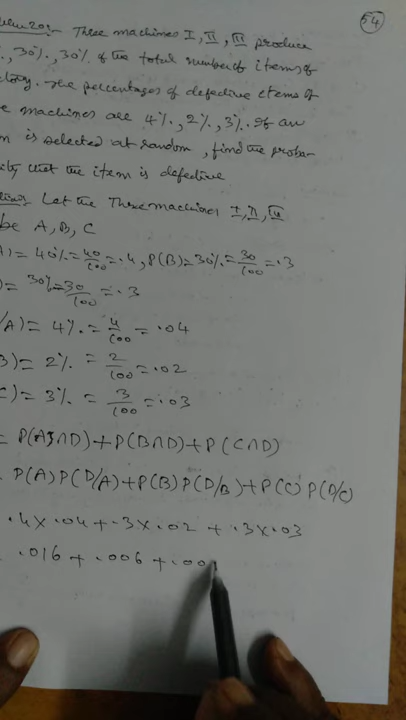 54
Three machines I, II, III produce
30%, 30% of the total number of items of
The percentages of defective items of
machines are 4%, 2%, 3%. If an
is selected at random, find the proba-
that the item is defective
Let the Three machines I, II, III
be A, B, C
= 40% = 40/100 = .4, P(B) = 30% = 30/100 = .3
= 30% = 30/100 = .3
/A) = 4% = 4/100 = .04
B) = 2% = 2/100 = .02
C) = 3% = 3/100 = .03
= P(A∩D) + P(B∩D) + P(C∩D)
P(A) P(D/A) + P(B) P(D/B) + P(C) P(D/C)
.4 x .04 + .3 x .02 + .3 x .03
.016 + .006 + .00